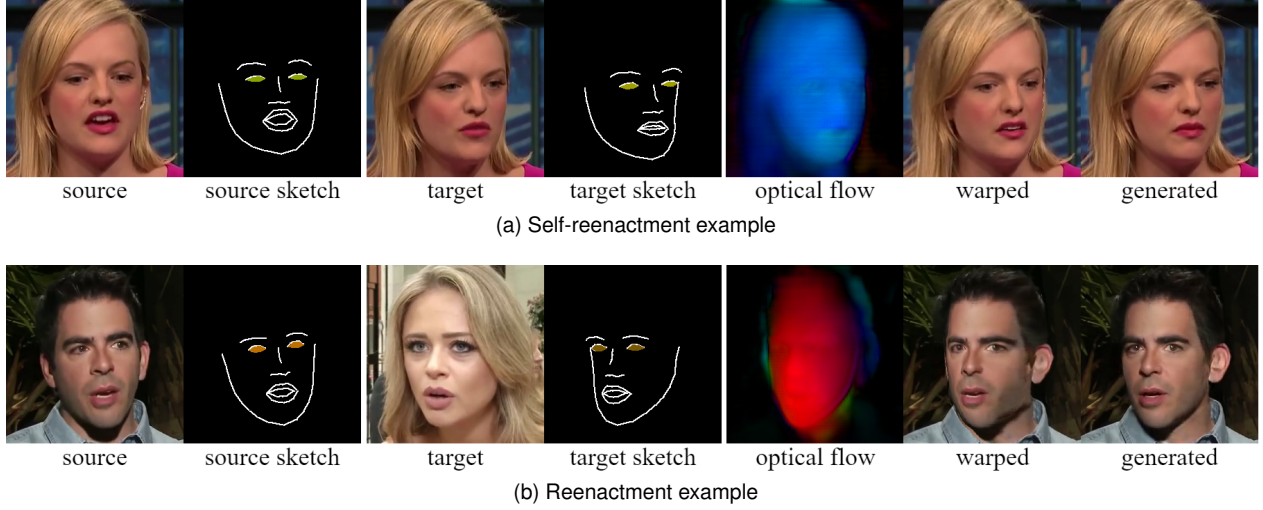 source source sketch target target sketch optical flow warped generated
(a) Self-reenactment example
source source sketch target target sketch optical flow warped generated
(b) Reenactment example